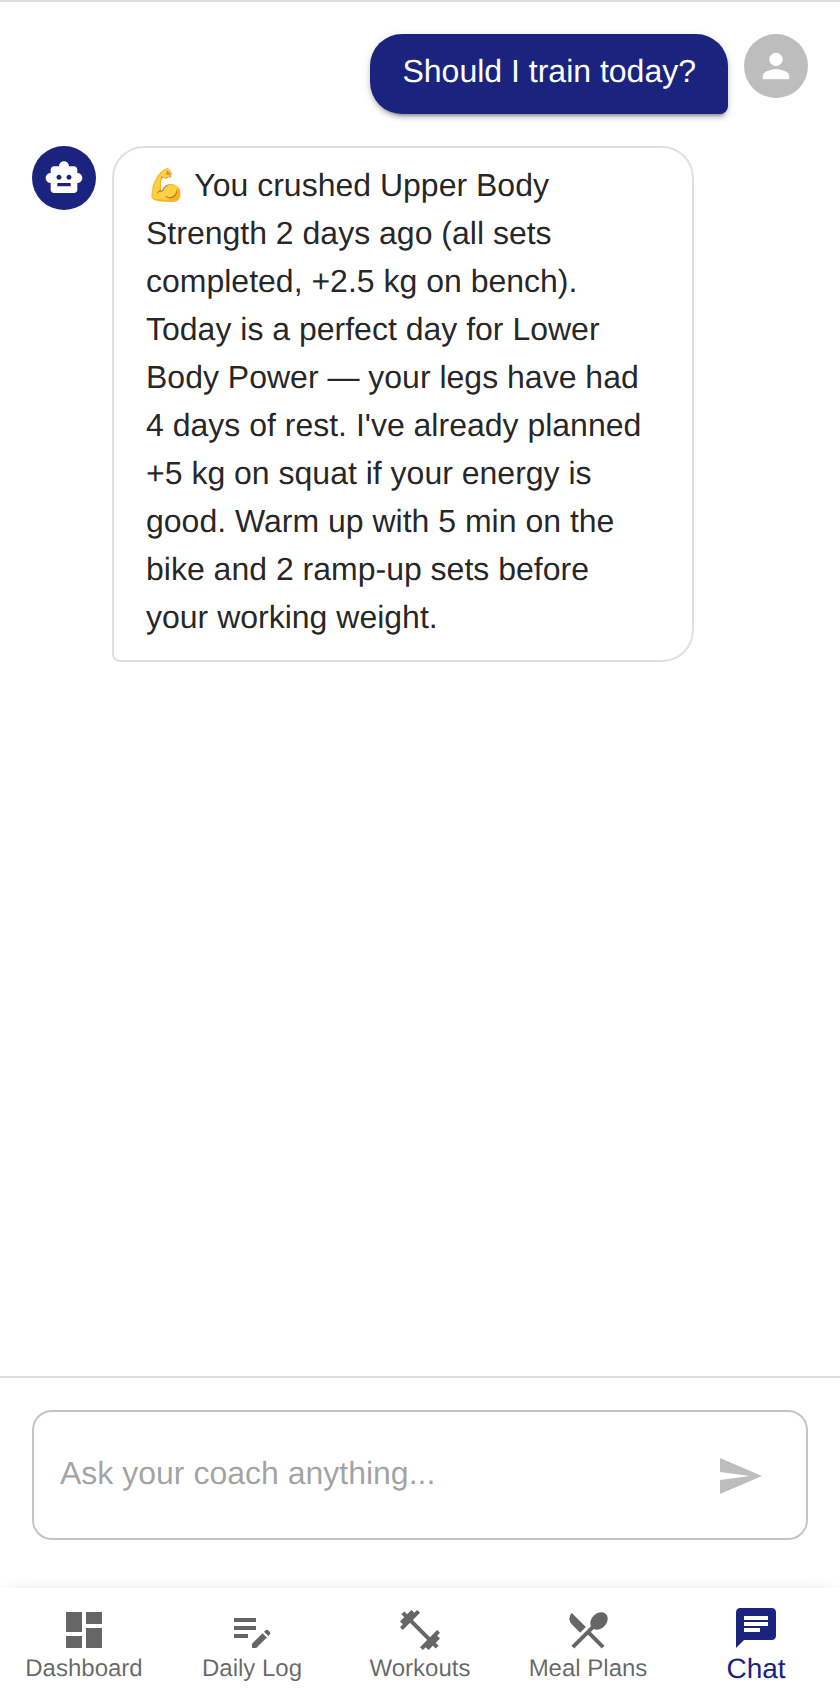 Should I train today?
💪 You crushed Upper Body
Strength 2 days ago (all sets
completed, +2.5 kg on bench).
Today is a perfect day for Lower
Body Power — your legs have had
4 days of rest. I've already planned
+5 kg on squat if your energy is
good. Warm up with 5 min on the
bike and 2 ramp-up sets before
your working weight.
Ask your coach anything...
Dashboard
Daily Log
Workouts
Meal Plans
Chat